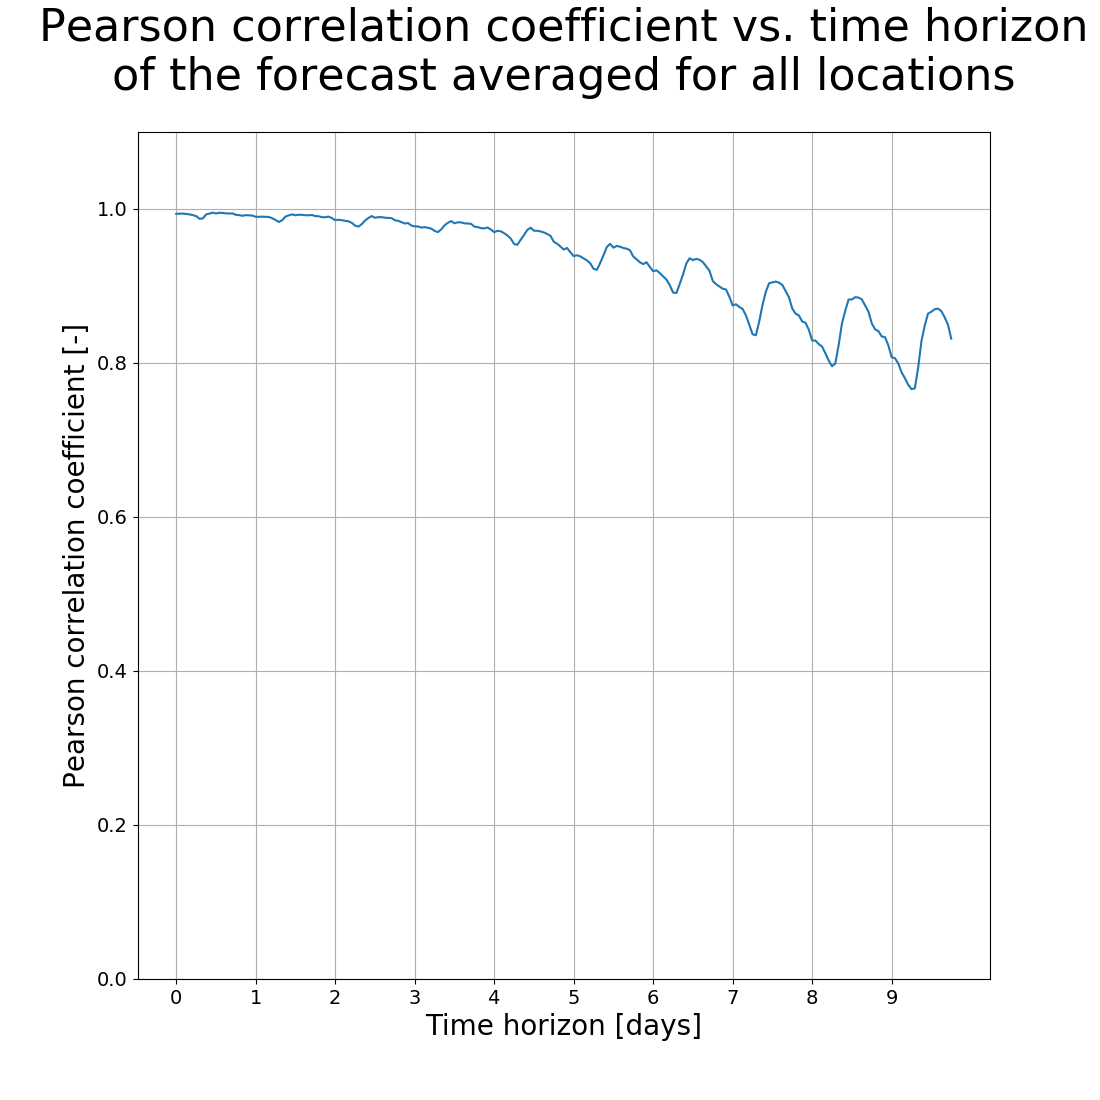 Pearson correlation coefficient vs. time horizon
of the forecast averaged for all locations
Pearson correlation coefficient [-]
1.0
0.8
0.6
0.4
0.2
0.0
0 1 2 3 4 5 6 7 8 9
Time horizon [days]